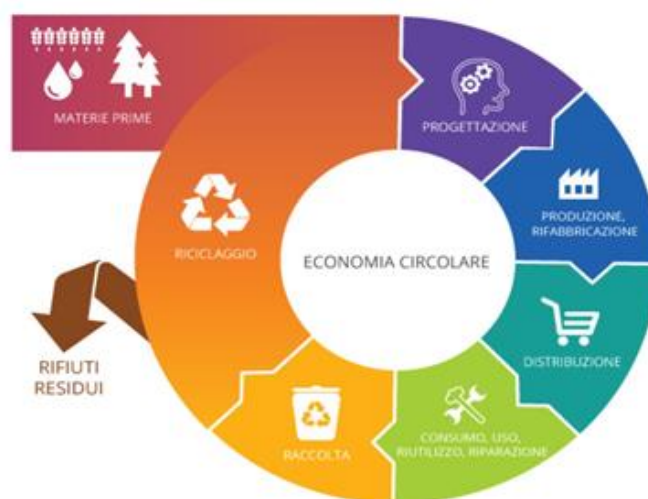 MATERIE PRIME
PROGETTAZIONE
PRODUZIONE,
RIFABBRICAZIONE
DISTRIBUZIONE
CONSUMO, USO,
RIUTILIZZO, RIPARAZIONE
RACCOLTA
RICICLAGGIO
RIFIUTI
RESIDUI
ECONOMIA CIRCOLARE